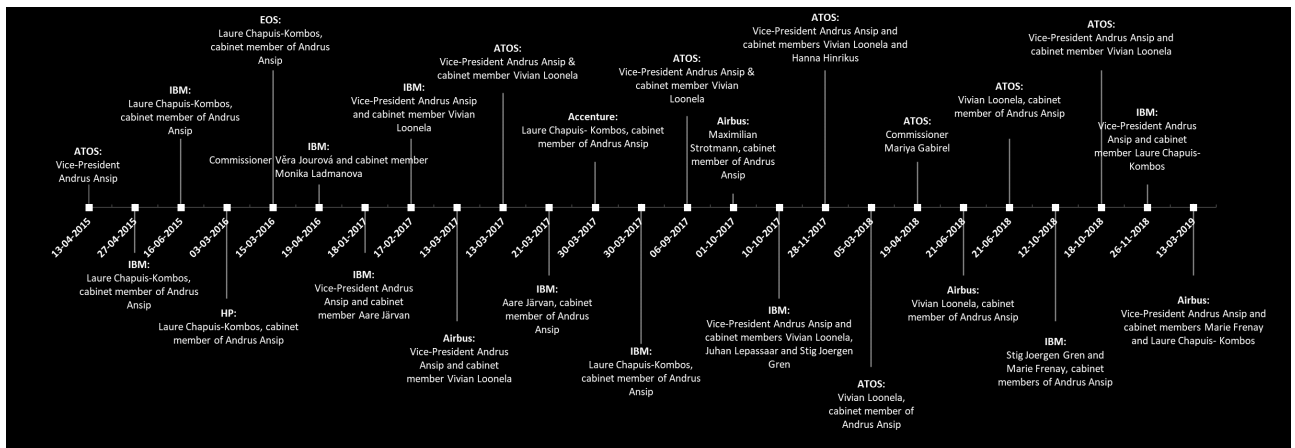 ATOS:
Vice-President
Andrus Ansip
IBM:
Laure Chapuis-Kombos,
cabinet member of Andrus
Ansip
EOS:
Laure Chapuis-Kombos,
cabinet member of Andrus
Ansip
IBM:
Commissioner Věra Jourová and cabinet member
Monika Ladmanova
IBM:
Vice-President Andrus Ansip
and cabinet member Vivian
Loonela
ATOS:
Vice-President Andrus Ansip &
cabinet member Vivian Loonela
Accenture:
Laure Chapuis- Kombos, cabinet
member of Andrus Ansip
ATOS:
Vice-President Andrus Ansip &
cabinet member Vivian
Loonela
Airbus:
Maximilian
Strotmann, cabinet
member of Andrus
Ansip
ATOS:
Vice-President Andrus Ansip and
cabinet members Vivian Loonela and
Hanna Hinrikus
ATOS:
Commissioner
Mariya Gabirel
ATOS:
Vivian Loonela, cabinet
member of Andrus Ansip
ATOS:
Vice-President Andrus Ansip and
cabinet member Vivian Loonela
IBM:
Vice-President Andrus
Ansip and cabinet
member Laure Chapuis-
Kombos
13-04-2015
27-04-2015
16-06-2015
03-03-2016
15-03-2016
19-04-2016
18-01-2017
17-02-2017
13-03-2017
13-03-2017
21-03-2017
30-03-2017
30-03-2017
06-09-2017
01-10-2017
10-10-2017
28-11-2017
05-03-2018
19-04-2018
21-06-2018
21-06-2018
12-10-2018
18-10-2018
26-11-2018
13-03-2019
IBM:
Laure Chapuis-Kombos,
cabinet member of Andrus
Ansip
HP:
Laure Chapuis-Kombos, cabinet
member of Andrus Ansip
IBM:
Vice-President Andrus
Ansip and cabinet
member Aare Järvan
Airbus:
Vice-President Andrus
Ansip and cabinet
member Vivian Loonela
IBM:
Aare Järvan, cabinet
member of Andrus
Ansip
IBM:
Laure Chapuis-Kombos,
cabinet member of Andrus
Ansip
IBM:
Vice-President Andrus Ansip and
cabinet members Vivian Loonela,
Juhan Lepassaar and Stig Joergen
Gren
ATOS:
Vivian Loonela,
cabinet member of
Andrus Ansip
Airbus:
Vivian Loonela, cabinet
member of Andrus Ansip
IBM:
Stig Joergen Gren and
Marie Frenay, cabinet
members of Andrus Ansip
Airbus:
Vice-President Andrus Ansip and
cabinet members Marie Frenay
and Laure Chapuis- Kombos